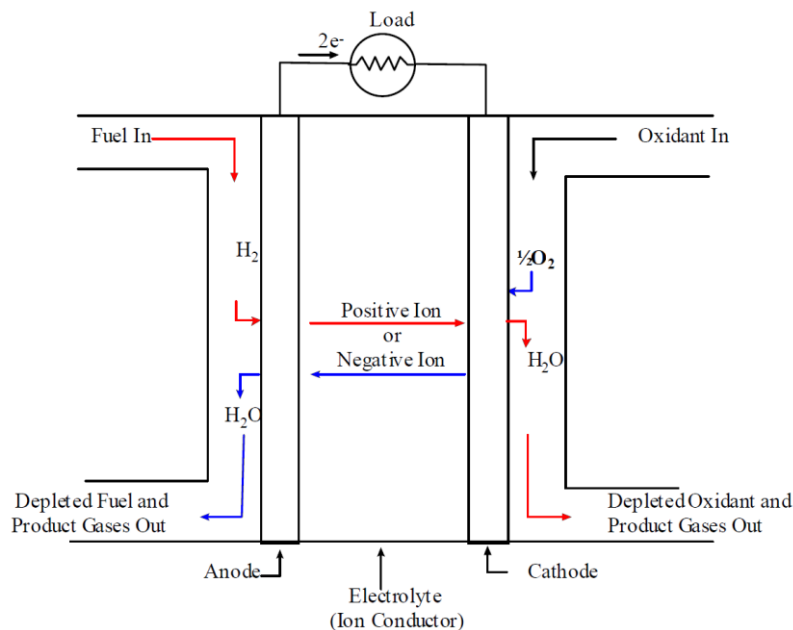 Load
2e-
Fuel In
Oxidant In
H₂
½O₂
Positive Ion
or
Negative Ion
H₂O
H₂O
Depleted Fuel and
Product Gases Out
Depleted Oxidant and
Product Gases Out
Anode
Cathode
Electrolyte
(Ion Conductor)